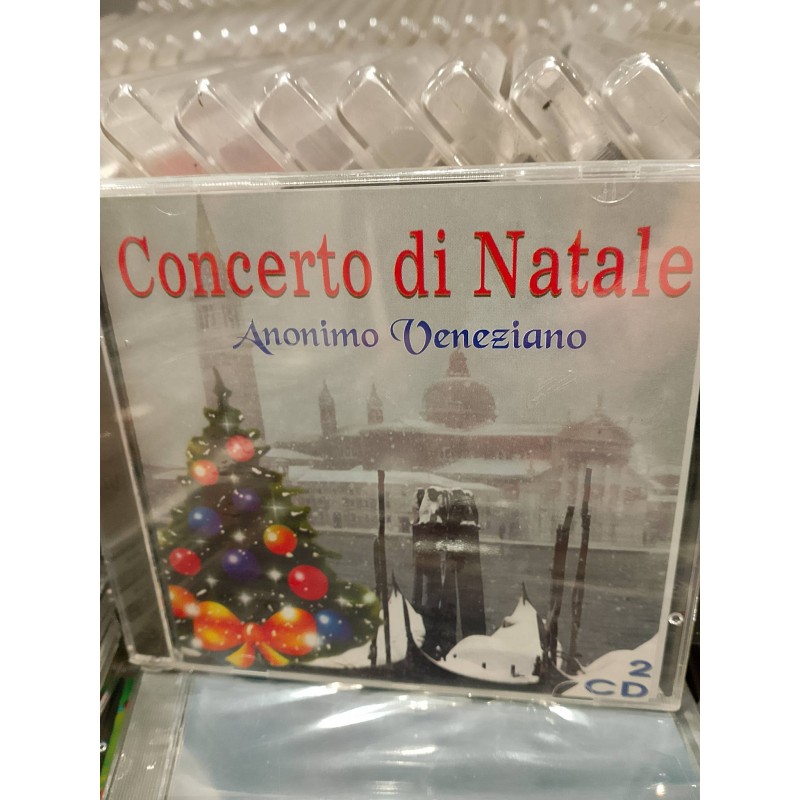 Concerto di Natale
Anonimo Veneziano
2
CD